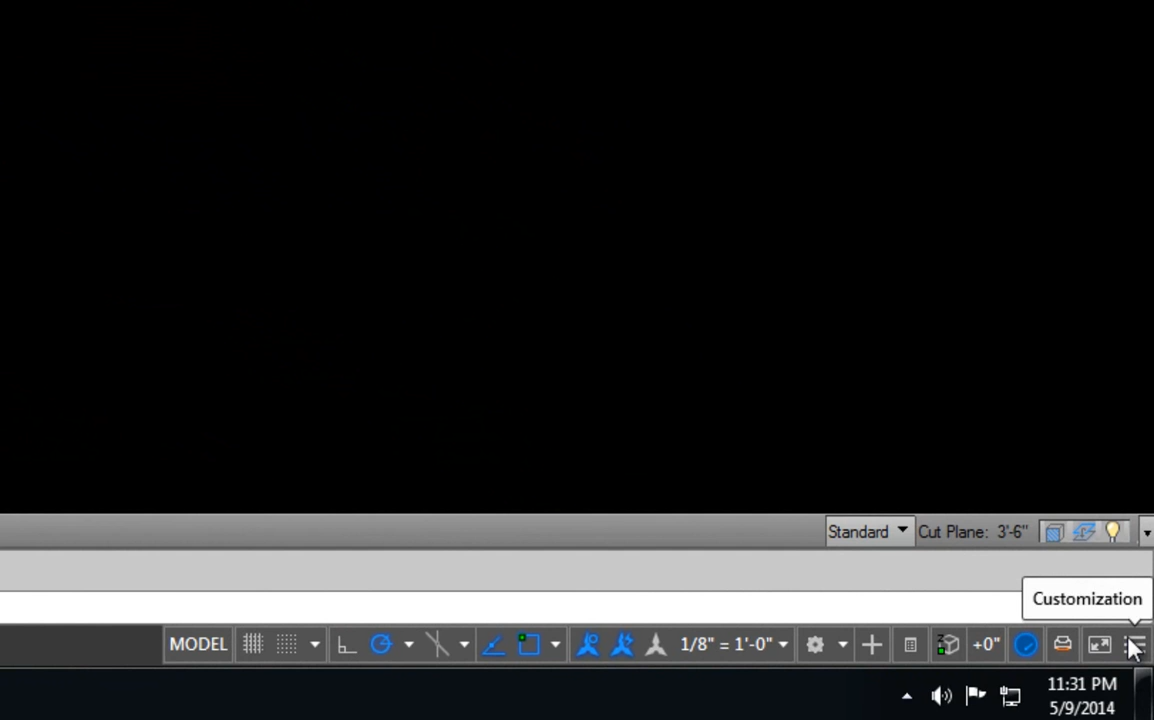 Standard Cut Plane: 3'-6"
Customization
MODEL 1/8" = 1'-0" +0"
11:31 PM
5/9/2014